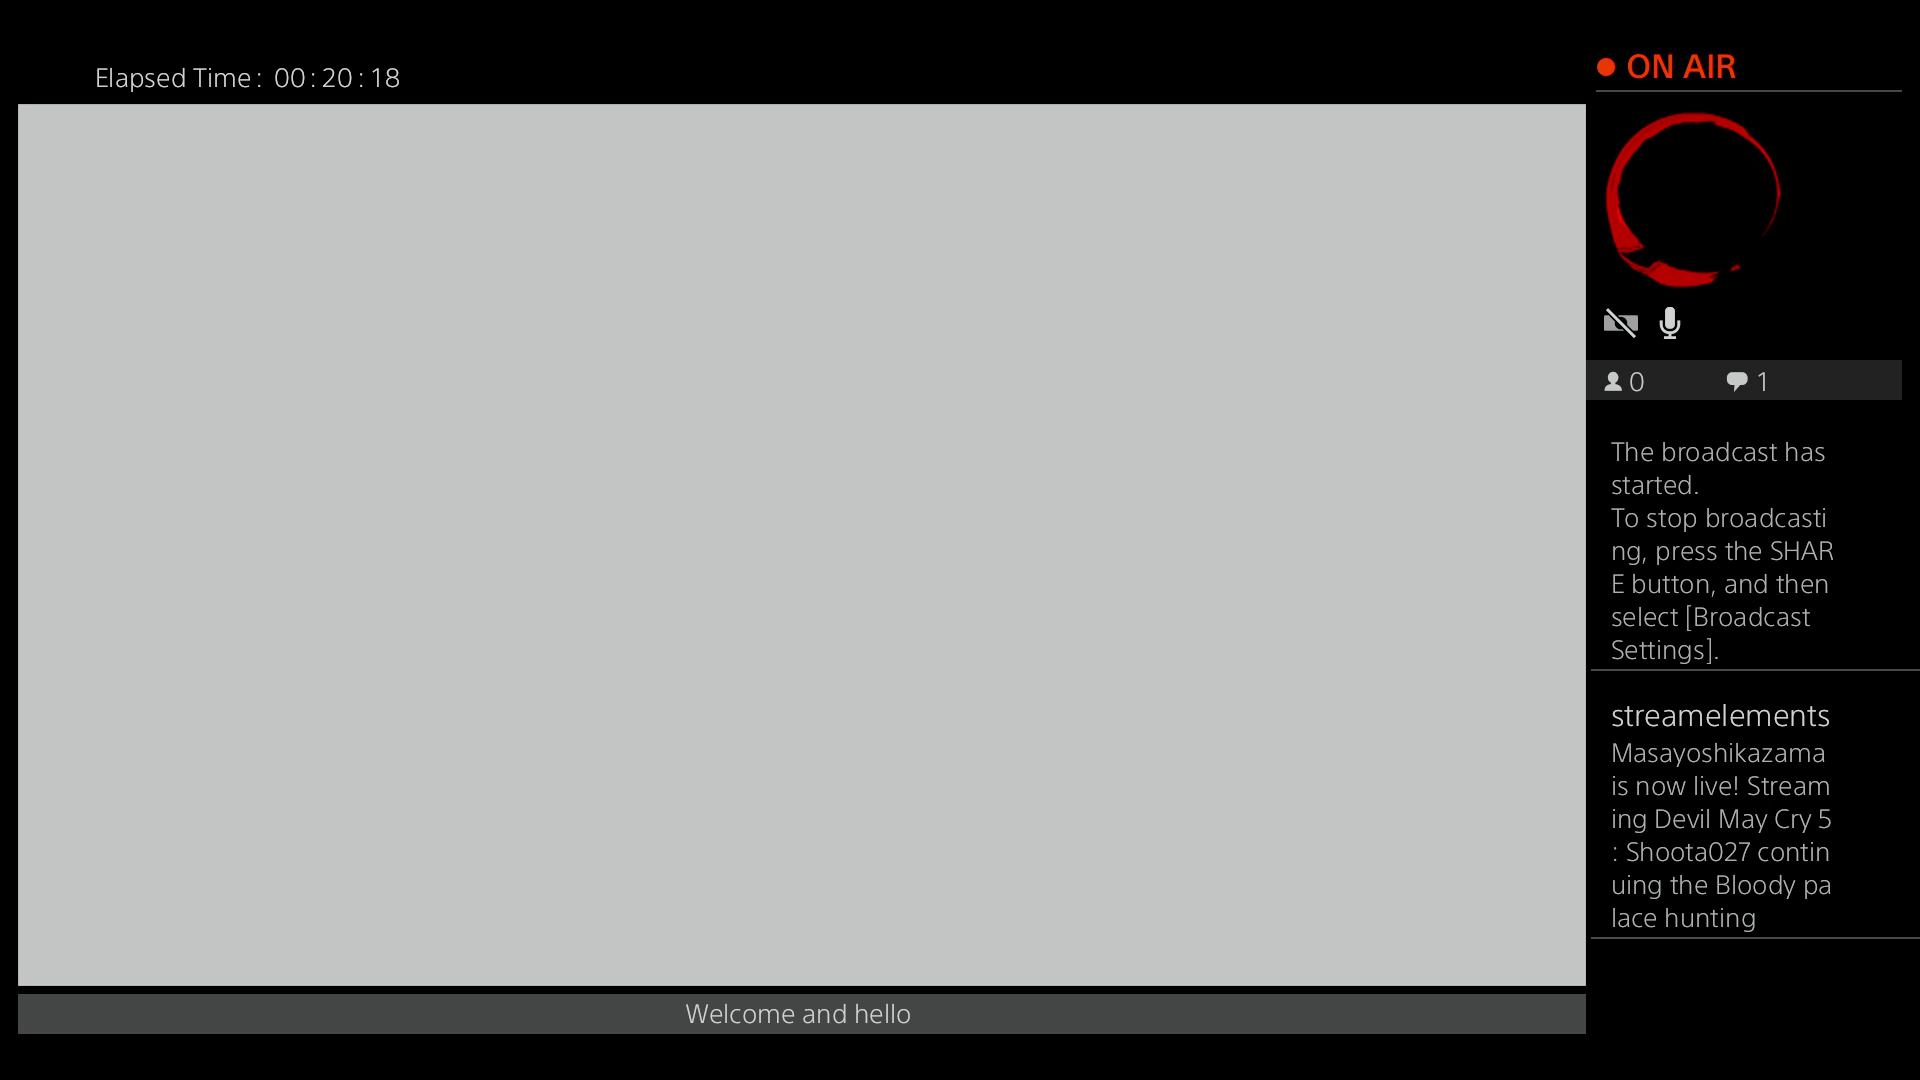 Elapsed Time: 00:20:18
ON AIR
0 1
The broadcast has
started.
To stop broadcasti
ng, press the SHAR
E button, and then
select [Broadcast
Settings].
streamelements
Masayoshikazama
is now live! Stream
ing Devil May Cry 5
: Shoota027 contin
uing the Bloody pa
lace hunting
Welcome and hello